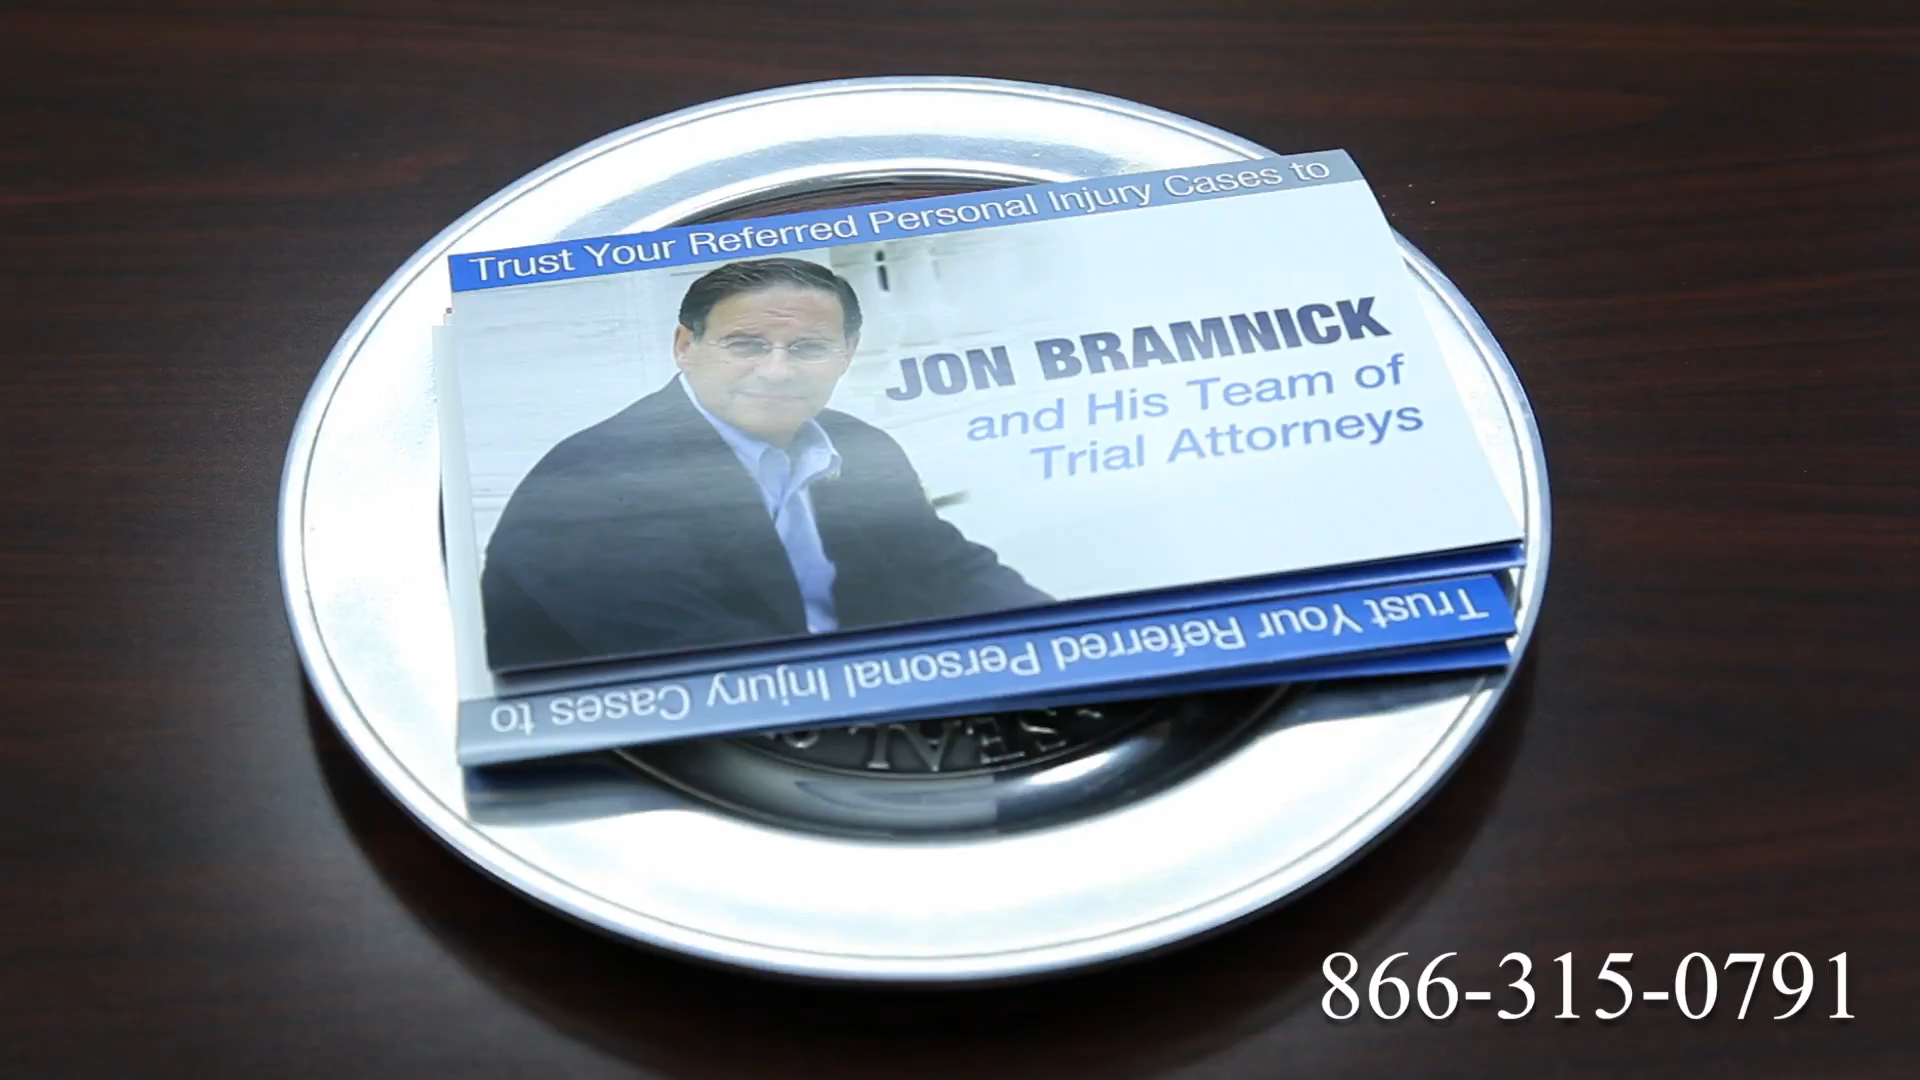 Trust Your Referred Personal Injury Cases to
JON BRAMNICK
and His Team of
Trial Attorneys
Trust Your Referred Personal Injury Cases to
SEAL
866-315-0791